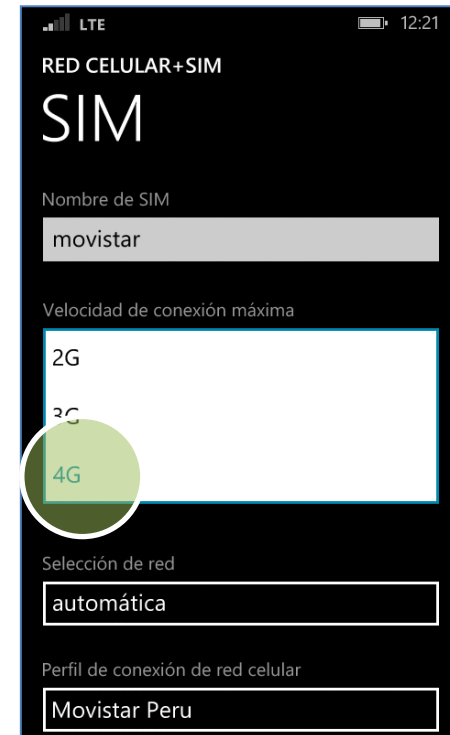 LTE 12:21
RED CELULAR+SIM
SIM
Nombre de SIM
movistar
Velocidad de conexión máxima
2G
3G
4G
Selección de red
automática
Perfil de conexión de red celular
Movistar Peru